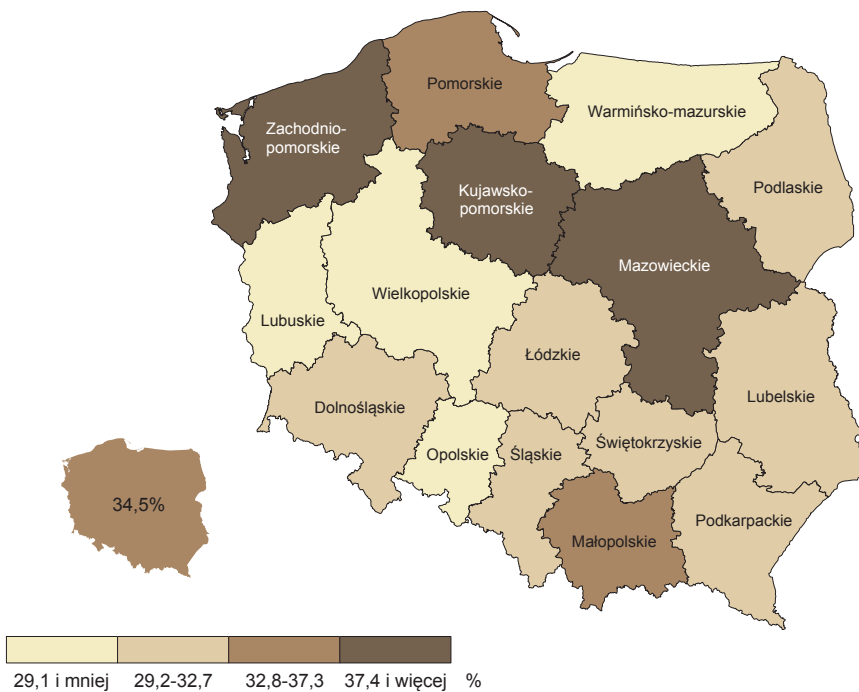 Pomorskie
Warmińsko-mazurskie
Zachodnio-
pomorskie
Podlaskie
Kujawsko-
pomorskie
Mazowieckie
Wielkopolskie
Lubuskie
Łódzkie
Lubelskie
Dolnośląskie
Świętokrzyskie
Opolskie
Śląskie
34,5%
Podkarpackie
Małopolskie
29,1 i mniej 29,2-32,7 32,8-37,3 37,4 i więcej %